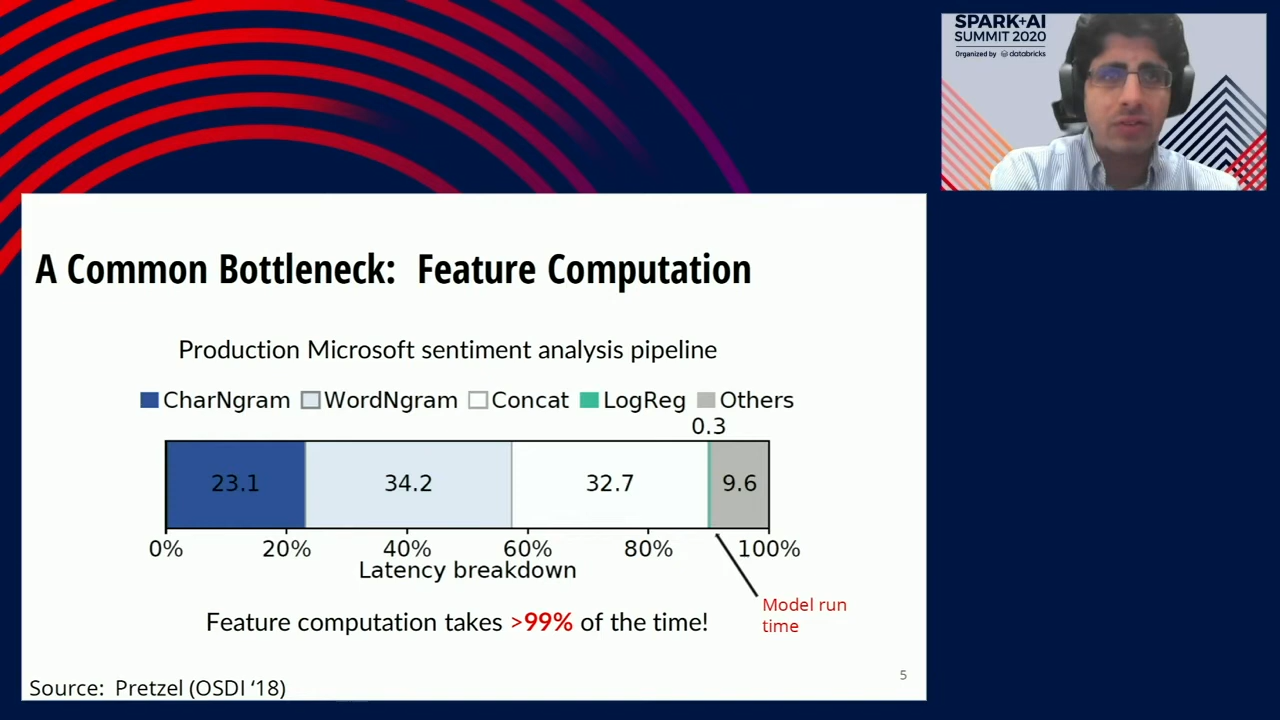 SPARK+AI
SUMMIT 2020
Organized by databricks
A Common Bottleneck: Feature Computation
Production Microsoft sentiment analysis pipeline
CharNgram WordNgram Concat LogReg Others
0.3
23.1 34.2 32.7 9.6
0% 20% 40% 60% 80% 100%
Latency breakdown
Model run
time
Feature computation takes >99% of the time!
5
Source: Pretzel (OSDI ‘18)